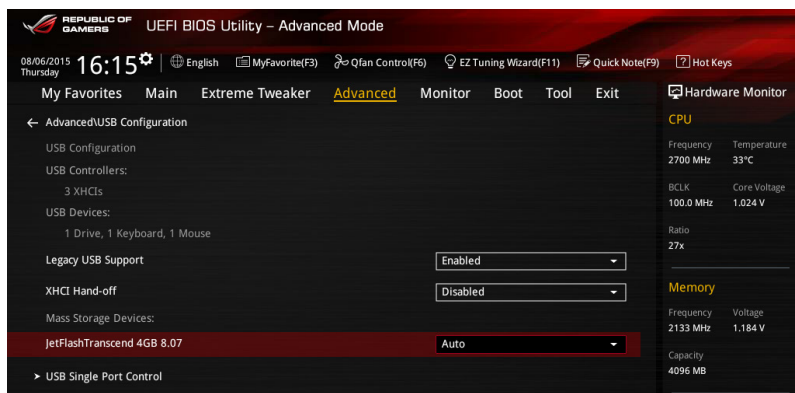 REPUBLIC OF
GAMERS
UEFI BIOS Utility – Advanced Mode
08/06/2015
Thursday
16:15
English
MyFavorite(F3)
Qfan Control(F6)
EZ Tuning Wizard(F11)
Quick Note(F9)
? Hot Keys
My Favorites Main Extreme Tweaker Advanced Monitor Boot Tool Exit
Advanced\USB Configuration
USB Configuration
USB Controllers:
3 XHCIs
USB Devices:
1 Drive, 1 Keyboard, 1 Mouse
Legacy USB Support Enabled
XHCI Hand-off Disabled
Mass Storage Devices:
JetFlashTranscend 4GB 8.07 Auto
USB Single Port Control
Hardware Monitor
CPU
Frequency Temperature
2700 MHz 33°C
BCLK Core Voltage
100.0 MHz 1.024 V
Ratio
27x
Memory
Frequency Voltage
2133 MHz 1.184 V
Capacity
4096 MB